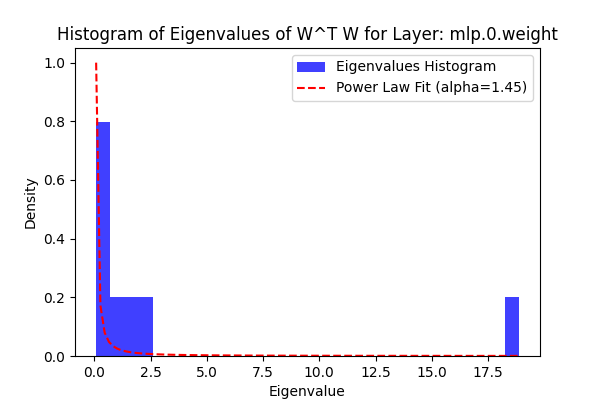 Histogram of Eigenvalues of W^T W for Layer: mlp.0.weight
Eigenvalues Histogram
Power Law Fit (alpha=1.45)
1.0
0.8
0.6
0.4
0.2
0.0
Density
0.0 2.5 5.0 7.5 10.0 12.5 15.0 17.5
Eigenvalue